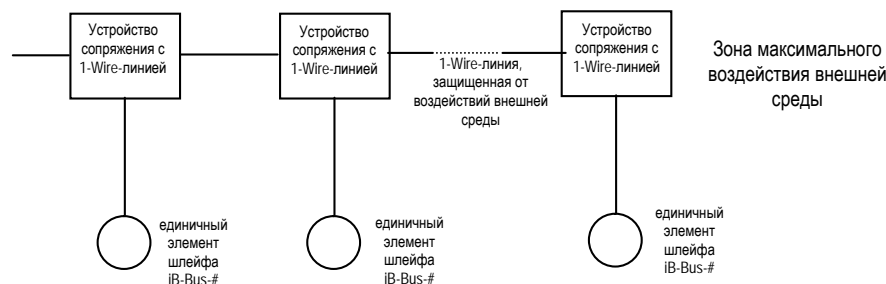 Устройство
сопряжения с
1-Wire-линией
Устройство
сопряжения с
1-Wire-линией
1-Wire-линия,
защищенная от
воздействий внешней
среды
Устройство
сопряжения с
1-Wire-линией
Зона максимального
воздействия внешней
среды
единичный
элемент
шлейфа
iB-Bus-#
единичный
элемент
шлейфа
iB-Bus-#
единичный
элемент
шлейфа
iB-Bus-#